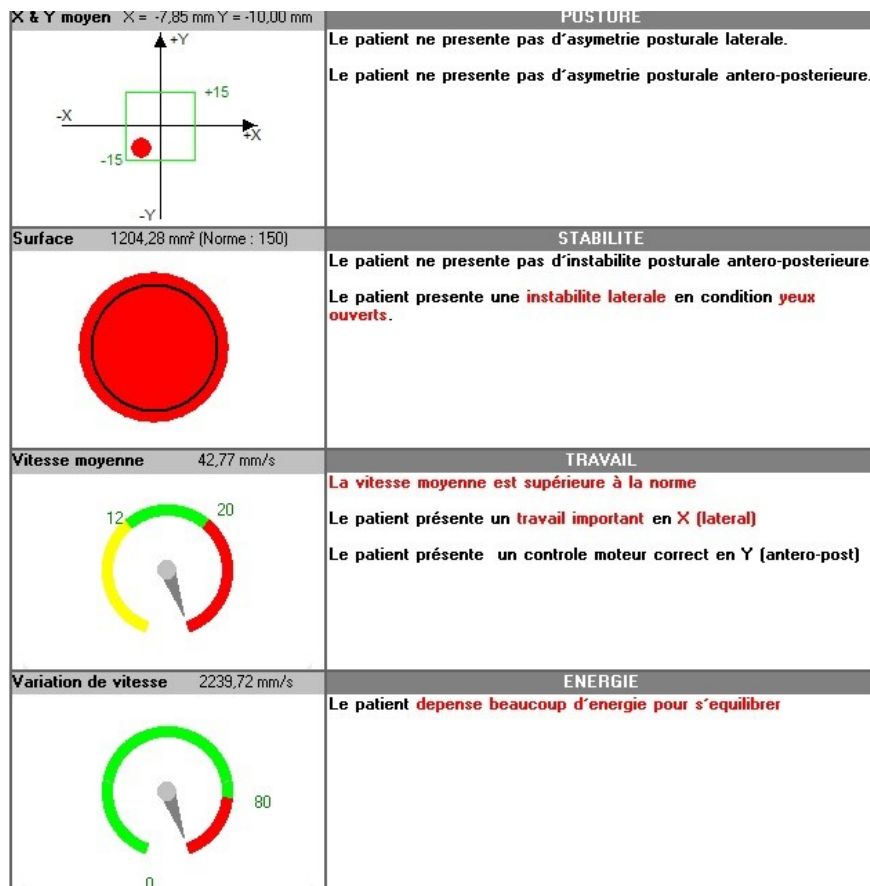 X & Y moyen X = -7,85 mm Y = -10,00 mm
POSTURE
+Y
+15
-X
+X
-15
-Y
Le patient ne presente pas d´asymetrie posturale laterale.
Le patient ne presente pas d´asymetrie posturale antero-posterieure.
Surface 1204,28 mm² (Norme : 150)
STABILITE
Le patient ne presente pas d´instabilite posturale antero-posterieure.
Le patient presente une instabilite laterale en condition yeux
ouverts.
Vitesse moyenne 42,77 mm/s
TRAVAIL
12
20
La vitesse moyenne est supérieure à la norme
Le patient présente un travail important en X (lateral)
Le patient présente un controle moteur correct en Y (antero-post)
Variation de vitesse 2239,72 mm/s
ENERGIE
80
0
Le patient depense beaucoup d´energie pour s´equilibrer